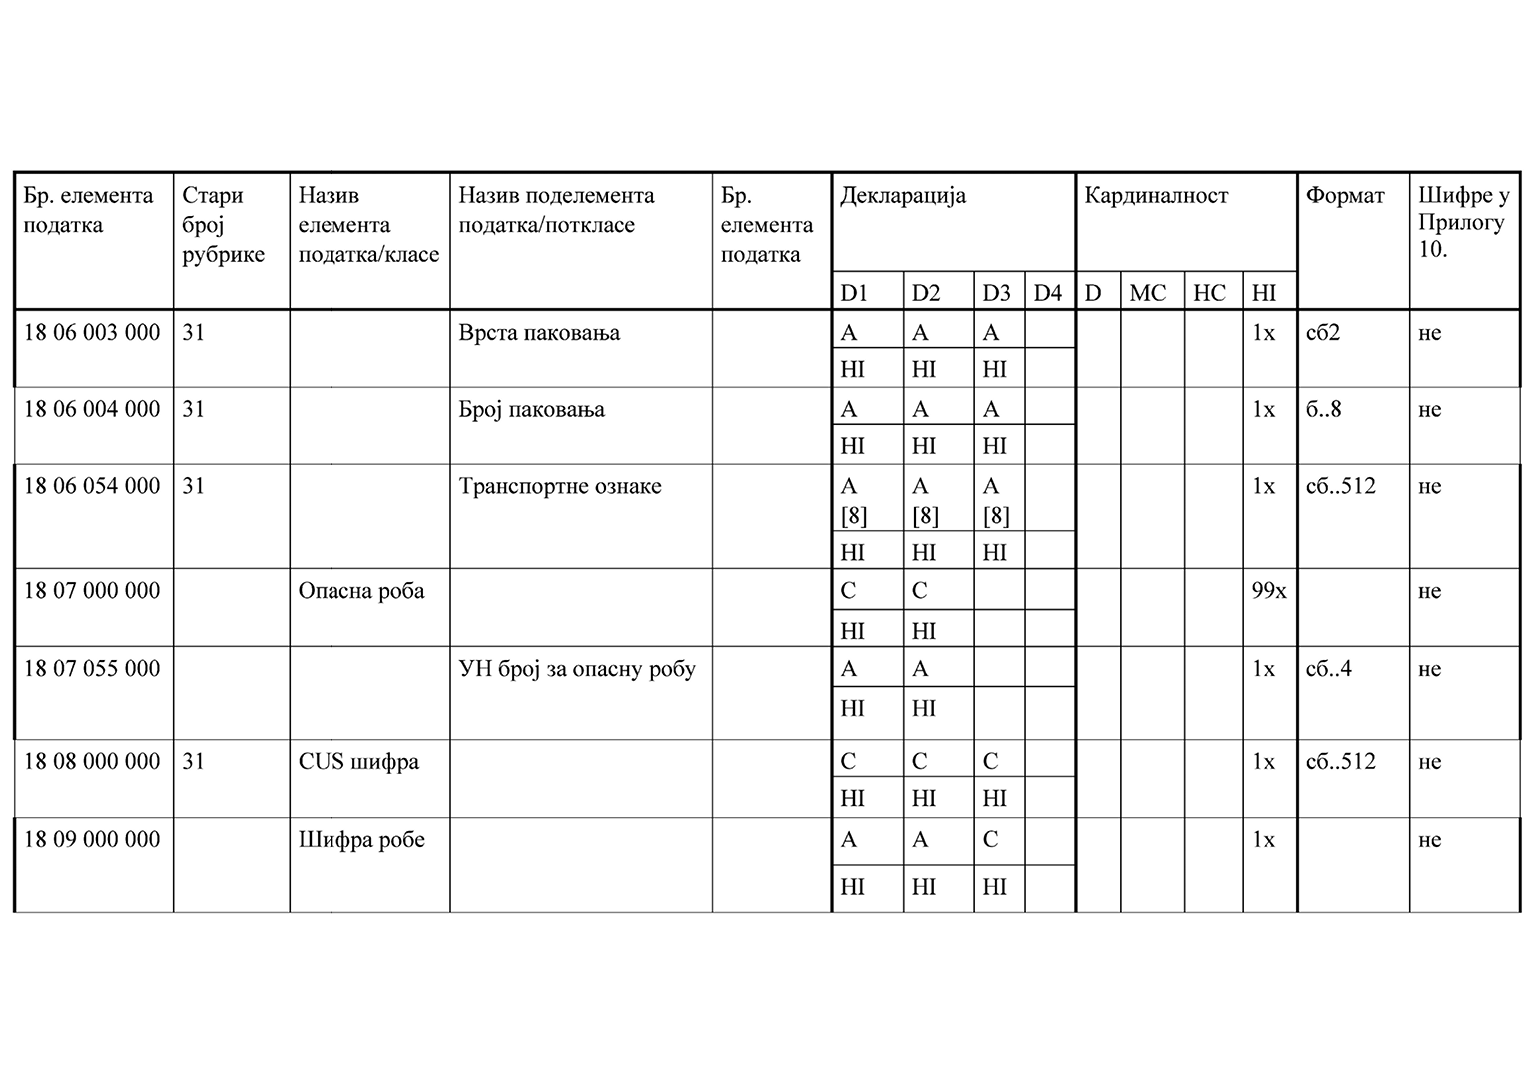 Бр. елемента податка	Стари број рубрике	Назив елемента податка/класе	Назив поделемента податка/поткласе	Бр. елемента податка	Декларација	Кардиналност	Формат	Шифре у Прилогу 10.
D1	D2	D3	D4	D	MC	HC	HI
18 06 003 000	31	Врста паковања	A	A	A	1x	сб2	не
HI	HI	HI
18 06 004 000	31	Број паковања	A	A	A	1x	б..8	не
HI	HI	HI
18 06 054 000	31	Транспортне ознаке	A	A	A	1x	сб..512	не
[8]	[8]	[8]
HI	HI	HI
18 07 000 000	Опасна роба	C	C	99x	не
HI	HI
18 07 055 000	УН број за опасну робу	A	A	1x	сб..4	не
HI	HI
18 08 000 000	31	CUS шифра	C	C	C	1x	сб..512	не
HI	HI	HI
18 09 000 000	Шифра робе	A	A	C	1x	не
HI	HI	HI